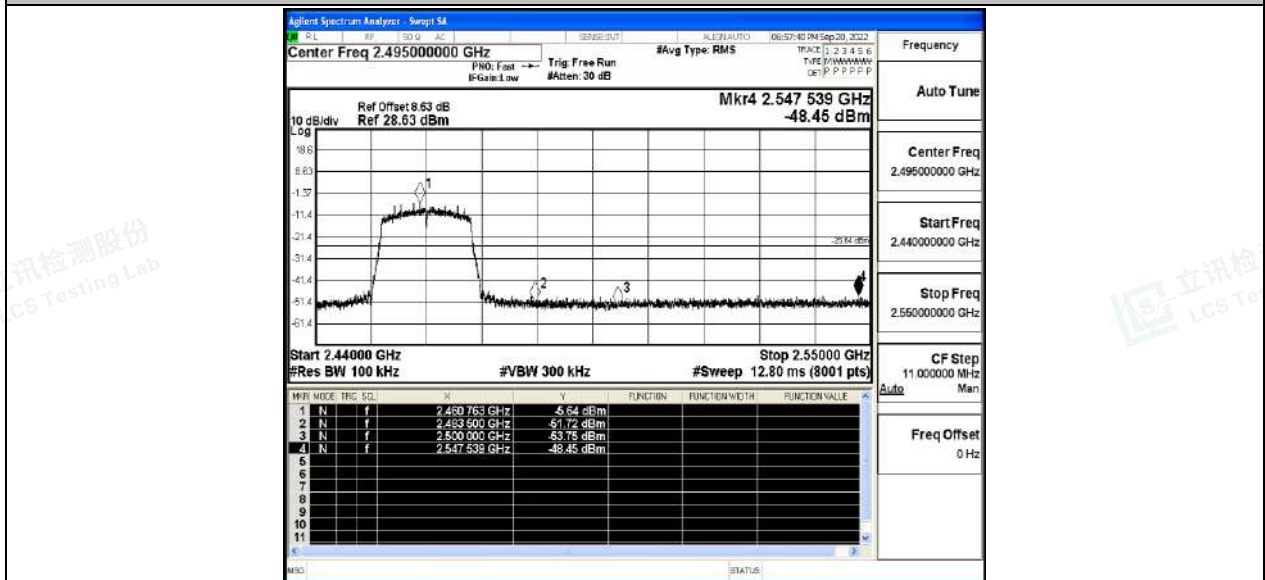 Agilent Spectrum Analyzer - Swept SA
RL RF 50 Ω AC SENSE:INT ALIGN AUTO 06:57:40 PM Sep 20, 2022
Center Freq 2.495000000 GHz
PNO: Fast
IFGain:Low
Trig: Free Run
#Atten: 30 dB
#Avg Type: RMS
TRACE 1 2 3 4 5 6
TYPE MWWWWW
DET P P P P P P
Frequency
Auto Tune
Center Freq
2.495000000 GHz
Start Freq
2.440000000 GHz
Stop Freq
2.550000000 GHz
CF Step
11.000000 MHz
Auto Man
Freq Offset
0 Hz
Ref Offset 8.63 dB
10 dB/div Ref 28.63 dBm
Log
Mkr4 2.547 539 GHz
-48.45 dBm
18.6
8.63
-1.37
-11.4
-21.4
-31.4
-41.4
-51.4
-61.4
1
2
3
4
-25.64 dBm
Start 2.44000 GHz Stop 2.55000 GHz
#Res BW 100 kHz #VBW 300 kHz #Sweep 12.80 ms (8001 pts)
MKR MODE TRC SCL X Y FUNCTION FUNCTION WIDTH FUNCTION VALUE
1 N f 2.460 763 GHz -5.64 dBm
2 N f 2.483 500 GHz -51.72 dBm
3 N f 2.500 000 GHz -53.75 dBm
4 N f 2.547 539 GHz -48.45 dBm
5
6
7
8
9
10
11
MSG STATUS
立讯检测股份
LCS Testing Lab
立讯检
LCS Te